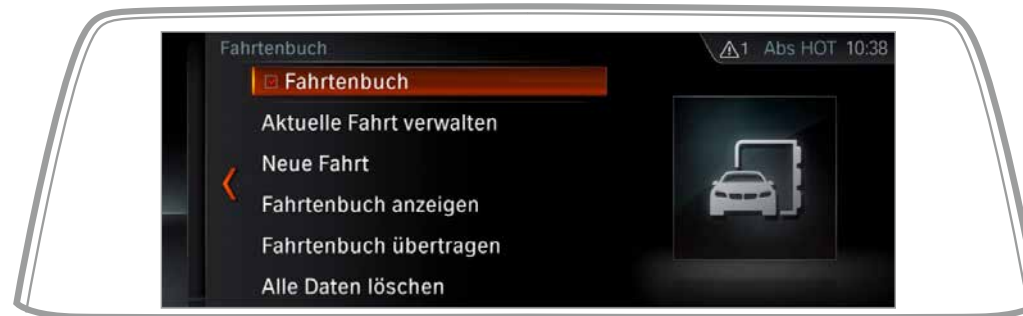 Fahrtenbuch
1 Abs HOT 10:38
Fahrtenbuch
Aktuelle Fahrt verwalten
Neue Fahrt
Fahrtenbuch anzeigen
Fahrtenbuch übertragen
Alle Daten löschen